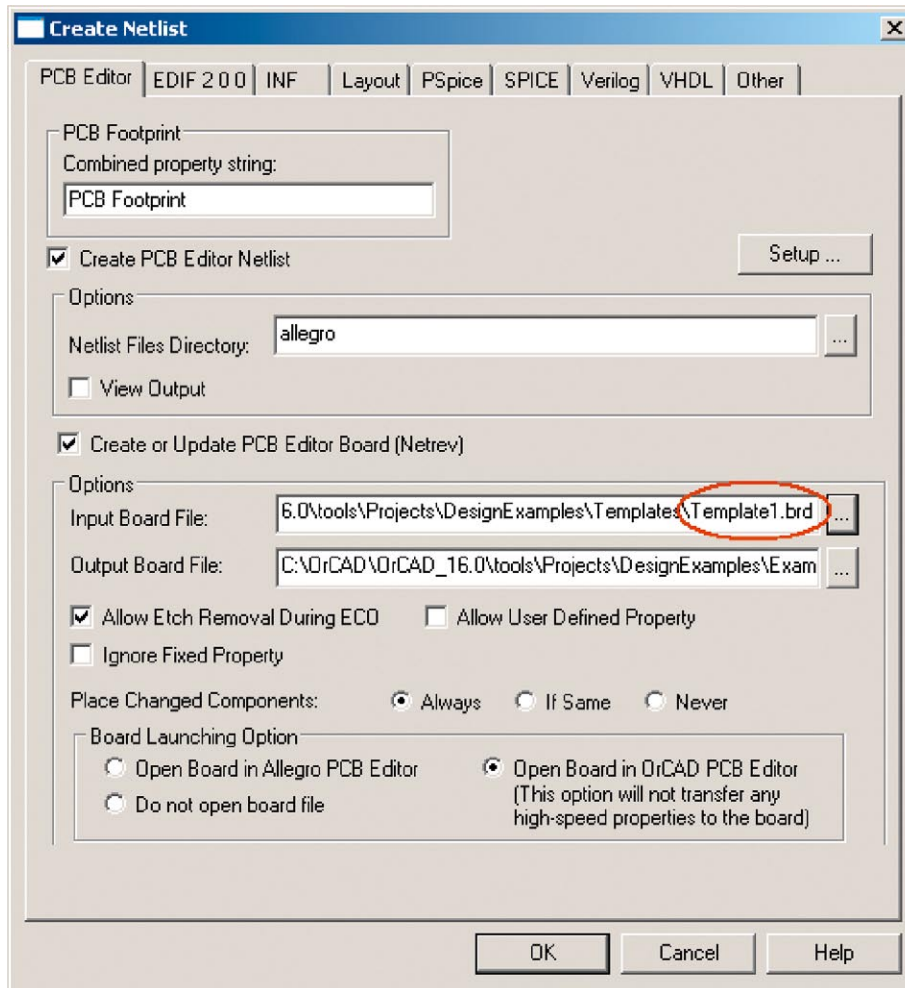 Create Netlist
PCB Editor EDIF 2 0 0 INF Layout PSpice SPICE Verilog VHDL Other
PCB Footprint
Combined property string:
PCB Footprint
Create PCB Editor Netlist
Setup ...
Options
Netlist Files Directory: allegro ...
View Output
Create or Update PCB Editor Board (Netrev)
Options
Input Board File: 6.0\tools\Projects\DesignExamples\Templates\Template1.brd ...
Output Board File: C:\OrCAD\OrCAD_16.0\tools\Projects\DesignExamples\Exam ...
Allow Etch Removal During ECO Allow User Defined Property
Ignore Fixed Property
Place Changed Components: Always If Same Never
Board Launching Option
Open Board in Allegro PCB Editor Open Board in OrCAD PCB Editor
Do not open board file (This option will not transfer any
high-speed properties to the board)
OK Cancel Help